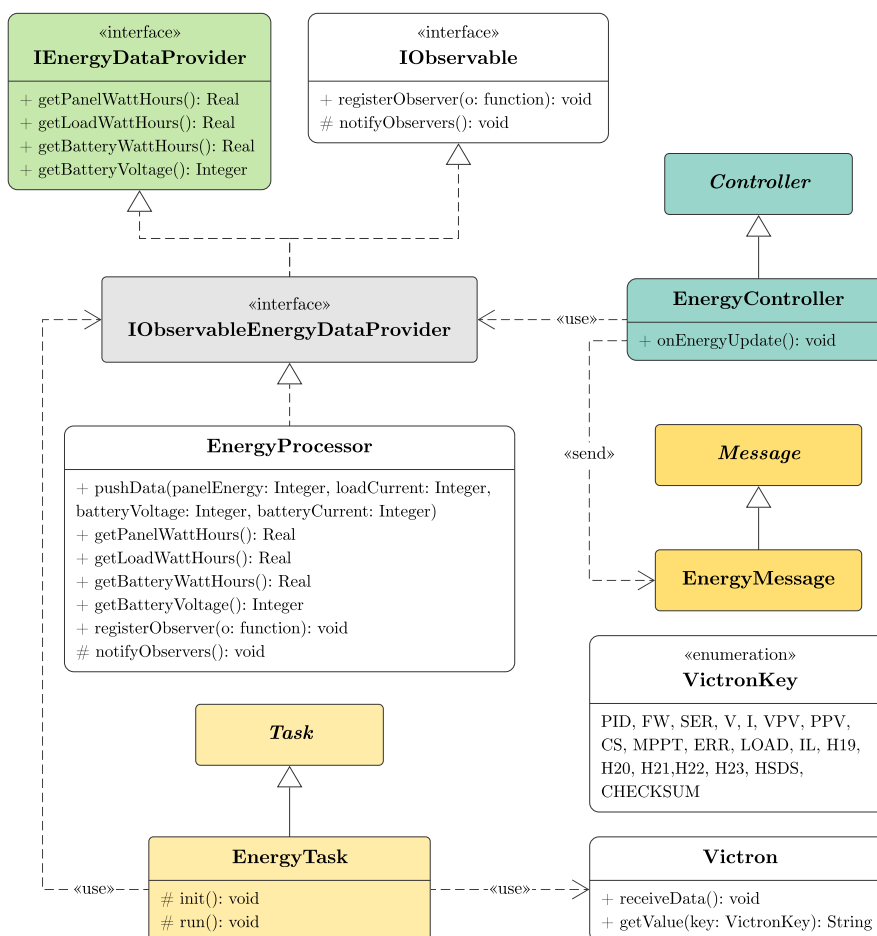 «interface»
IEnergyDataProvider
+ getPanelWattHours(): Real
+ getLoadWattHours(): Real
+ getBatteryWattHours(): Real
+ getBatteryVoltage(): Integer
«interface»
IObservable
+ registerObserver(o: function): void
# notifyObservers(): void
Controller
«interface»
IObservableEnergyDataProvider
«use»
EnergyController
+ onEnergyUpdate(): void
EnergyProcessor
+ pushData(panelEnergy: Integer, loadCurrent: Integer,
batteryVoltage: Integer, batteryCurrent: Integer)
+ getPanelWattHours(): Real
+ getLoadWattHours(): Real
+ getBatteryWattHours(): Real
+ getBatteryVoltage(): Integer
+ registerObserver(o: function): void
# notifyObservers(): void
«send»
Message
EnergyMessage
«enumeration»
VictronKey
PID, FW, SER, V, I, VPV, PPV,
CS, MPPT, ERR, LOAD, IL, H19,
H20, H21,H22, H23, HSDS,
CHECKSUM
Task
EnergyTask
# init(): void
# run(): void
«use»
«use»
Victron
+ receiveData(): void
+ getValue(key: VictronKey): String